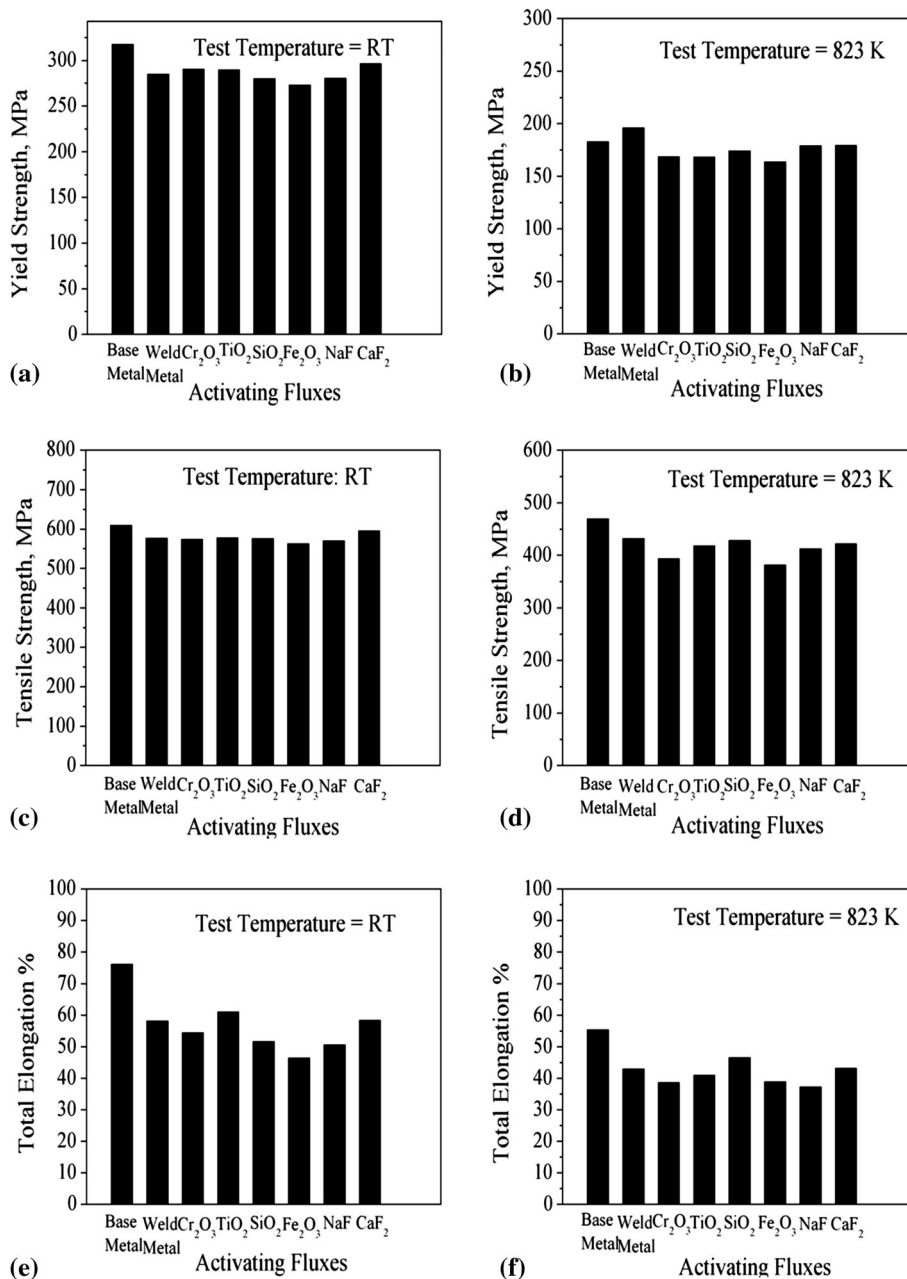 Test Temperature = RT
Yield Strength, MPa
300
250
200
150
100
50
0
Base Metal Weld Metal Cr₂O₃ TiO₂ SiO₂ Fe₂O₃ NaF CaF₂
(a)
Activating Fluxes
Test Temperature = 823 K
Yield Strength, MPa
300
250
200
150
100
50
0
Base Metal Weld Metal Cr₂O₃ TiO₂ SiO₂ Fe₂O₃ NaF CaF₂
(b)
Activating Fluxes
Test Temperature: RT
Tensile Strength, MPa
800
700
600
500
400
300
200
100
0
Base Metal Weld Metal Cr₂O₃ TiO₂ SiO₂ Fe₂O₃ NaF CaF₂
(c)
Activating Fluxes
Test Temperature = 823 K
Tensile Strength, MPa
600
500
400
300
200
100
0
Base Metal Weld Metal Cr₂O₃ TiO₂ SiO₂ Fe₂O₃ NaF CaF₂
(d)
Activating Fluxes
Test Temperature = RT
Total Elongation %
100
90
80
70
60
50
40
30
20
10
0
Base Metal Weld Metal Cr₂O₃ TiO₂ SiO₂ Fe₂O₃ NaF CaF₂
(e)
Activating Fluxes
Test Temperature = 823 K
Total Elongation %
100
90
80
70
60
50
40
30
20
10
0
Base Metal Weld Metal Cr₂O₃ TiO₂ SiO₂ Fe₂O₃ NaF CaF₂
(f)
Activating Fluxes